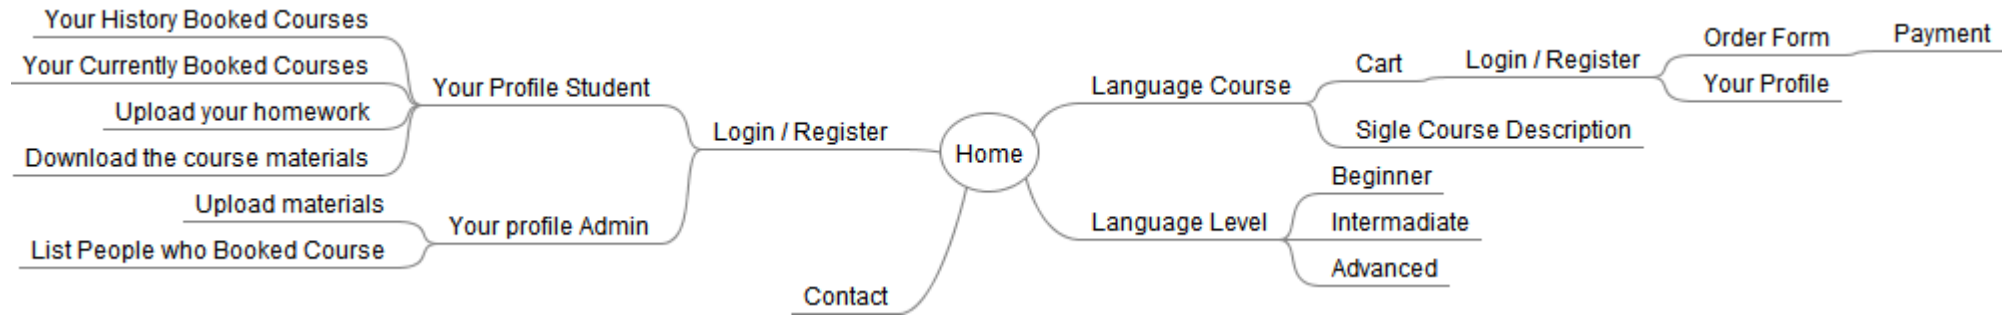 Your History Booked Courses
Your Currently Booked Courses
Upload your homework
Download the course materials
Your Profile Student
Upload materials
List People who Booked Course
Your profile Admin
Login / Register
Contact
Home
Language Course
Cart
Login / Register
Order Form
Payment
Your Profile
Sigle Course Description
Language Level
Beginner
Intermadiate
Advanced